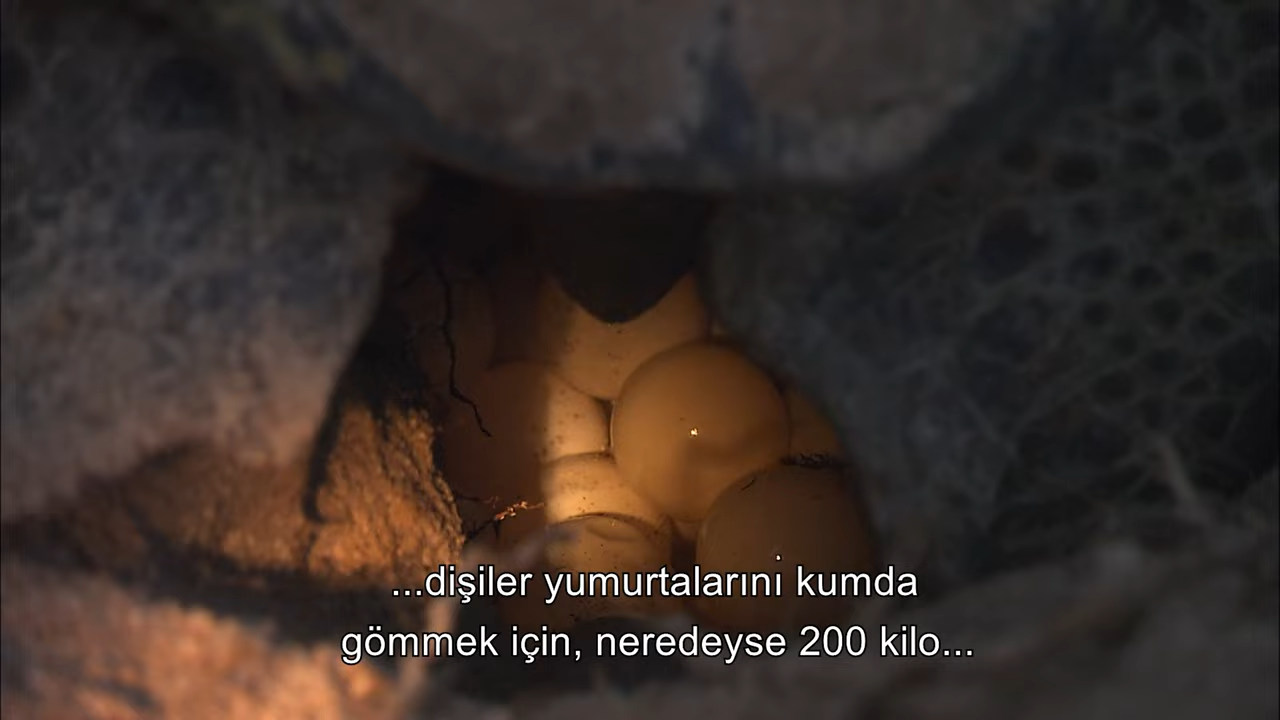 ...dişiler yumurtalarını kumda
gömmek için, neredeyse 200 kilo...